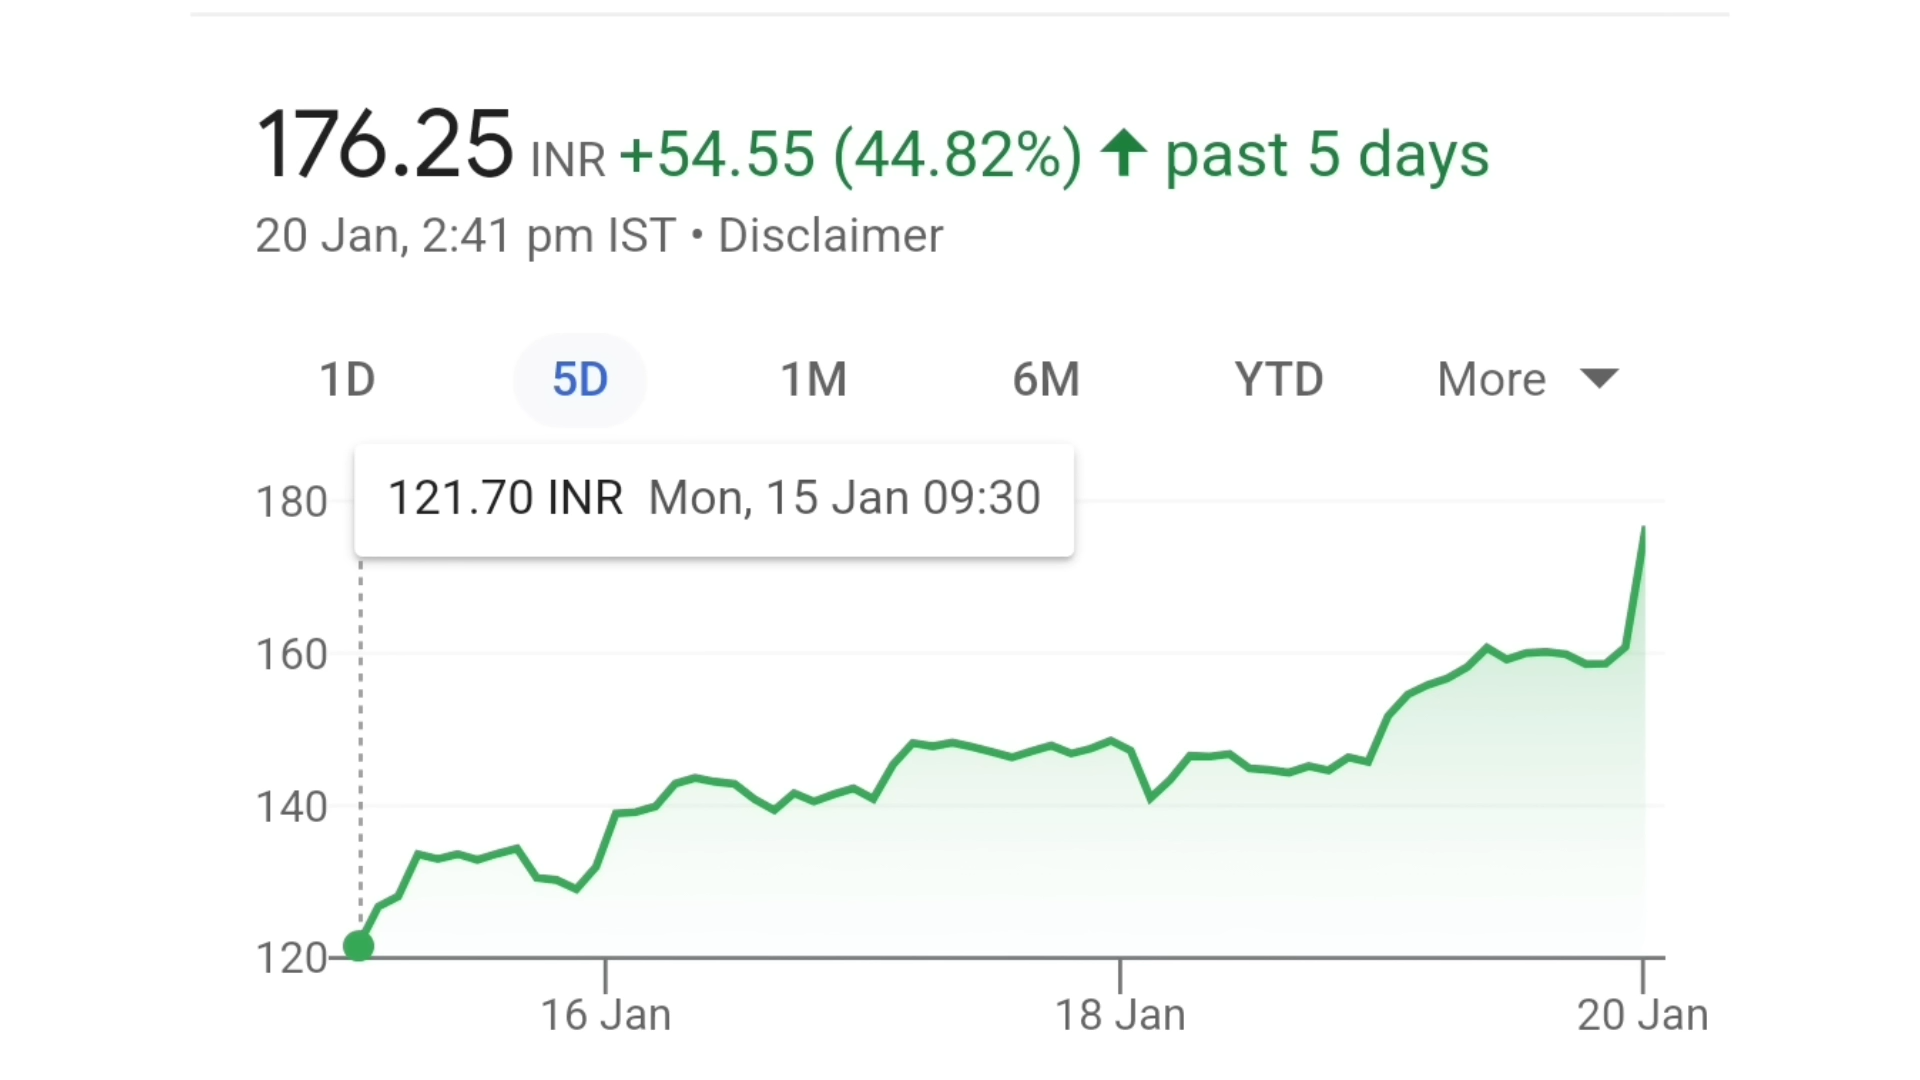 176.25 INR +54.55 (44.82%) ↑ past 5 days
20 Jan, 2:41 pm IST • Disclaimer
1D 5D 1M 6M YTD More
121.70 INR Mon, 15 Jan 09:30
180
160
140
120
16 Jan 18 Jan 20 Jan